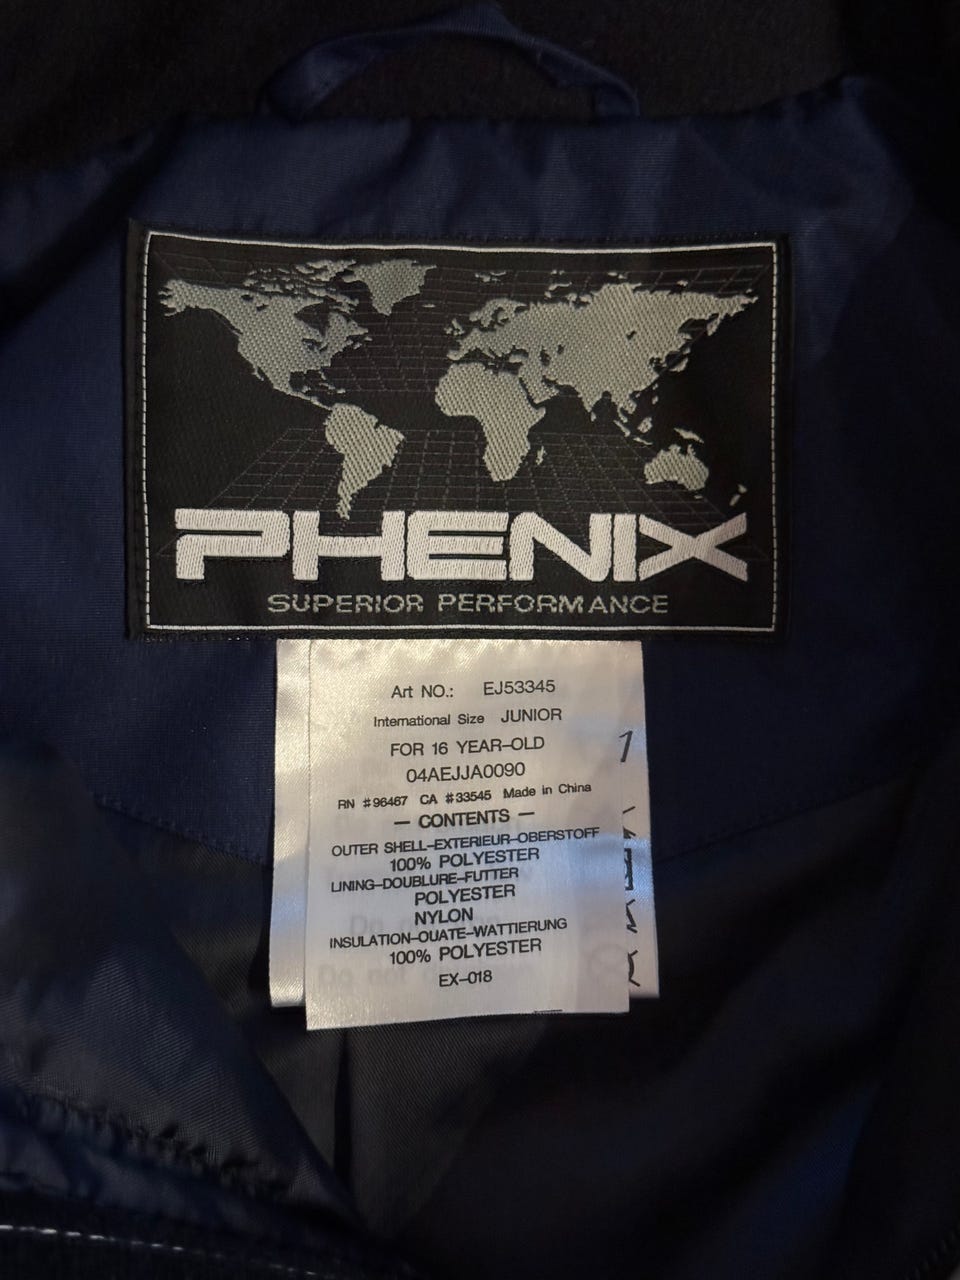 PHENIX
SUPERIOR PERFORMANCE
Art NO.: EJ53345
International Size JUNIOR
FOR 16 YEAR-OLD
04AEJJA0090
RN #96467 CA #33545 Made in China
— CONTENTS —
OUTER SHELL-EXTERIEUR-OBERSTOFF
100% POLYESTER
LINING-DOUBLURE-FUTTER
POLYESTER
NYLON
INSULATION-OUATE-WATTIERUNG
100% POLYESTER
EX-018